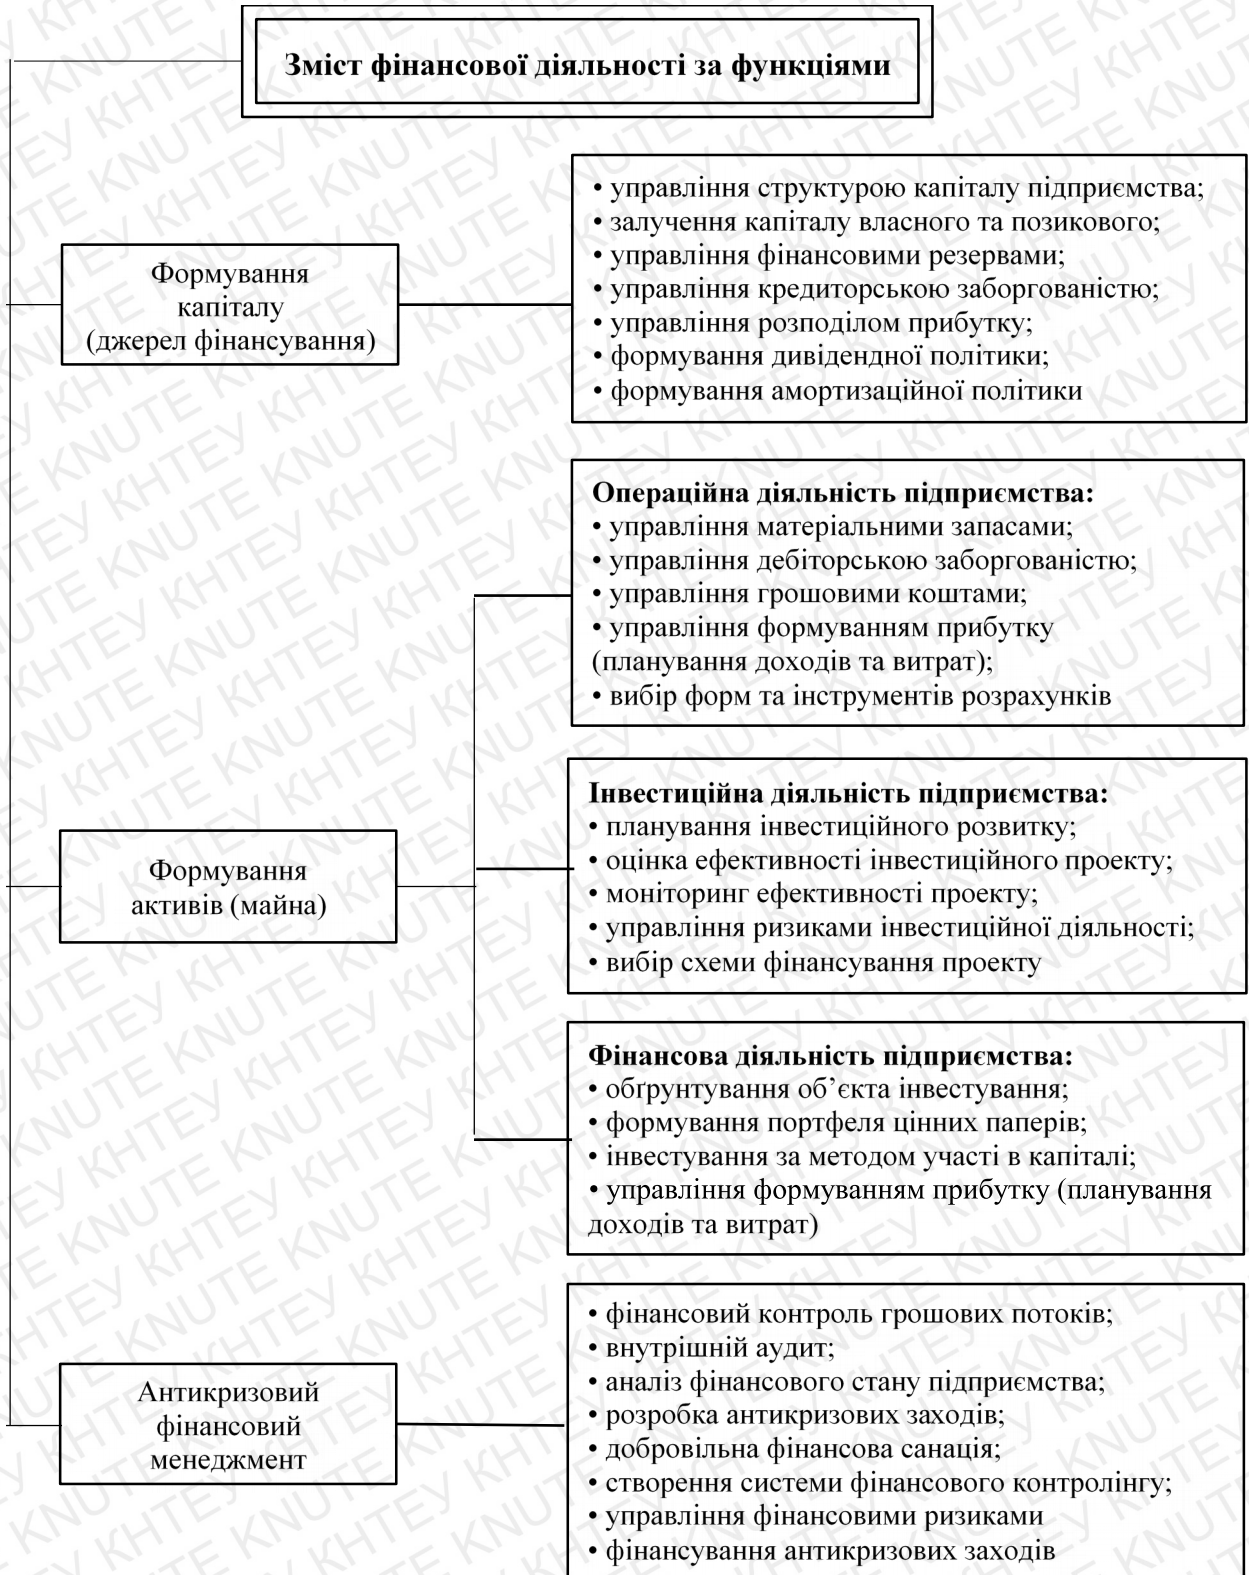 Зміст фінансової діяльності за функціями
Формування
капіталу
(джерел фінансування)
• управління структурою капіталу підприємства;
• залучення капіталу власного та позикового;
• управління фінансовими резервами;
• управління кредиторською заборгованістю;
• управління розподілом прибутку;
• формування дивідендної політики;
• формування амортизаційної політики
Формування
активів (майна)
Операційна діяльність підприємства:
• управління матеріальними запасами;
• управління дебіторською заборгованістю;
• управління грошовими коштами;
• управління формуванням прибутку
(планування доходів та витрат);
• вибір форм та інструментів розрахунків
Інвестиційна діяльність підприємства:
• планування інвестиційного розвитку;
• оцінка ефективності інвестиційного проекту;
• моніторинг ефективності проекту;
• управління ризиками інвестиційної діяльності;
• вибір схеми фінансування проекту
Фінансова діяльність підприємства:
• обґрунтування об’єкта інвестування;
• формування портфеля цінних паперів;
• інвестування за методом участі в капіталі;
• управління формуванням прибутку (планування
доходів та витрат)
Антикризовий
фінансовий
менеджмент
• фінансовий контроль грошових потоків;
• внутрішній аудит;
• аналіз фінансового стану підприємства;
• розробка антикризових заходів;
• добровільна фінансова санація;
• створення системи фінансового контролінгу;
• управління фінансовими ризиками
• фінансування антикризових заходів